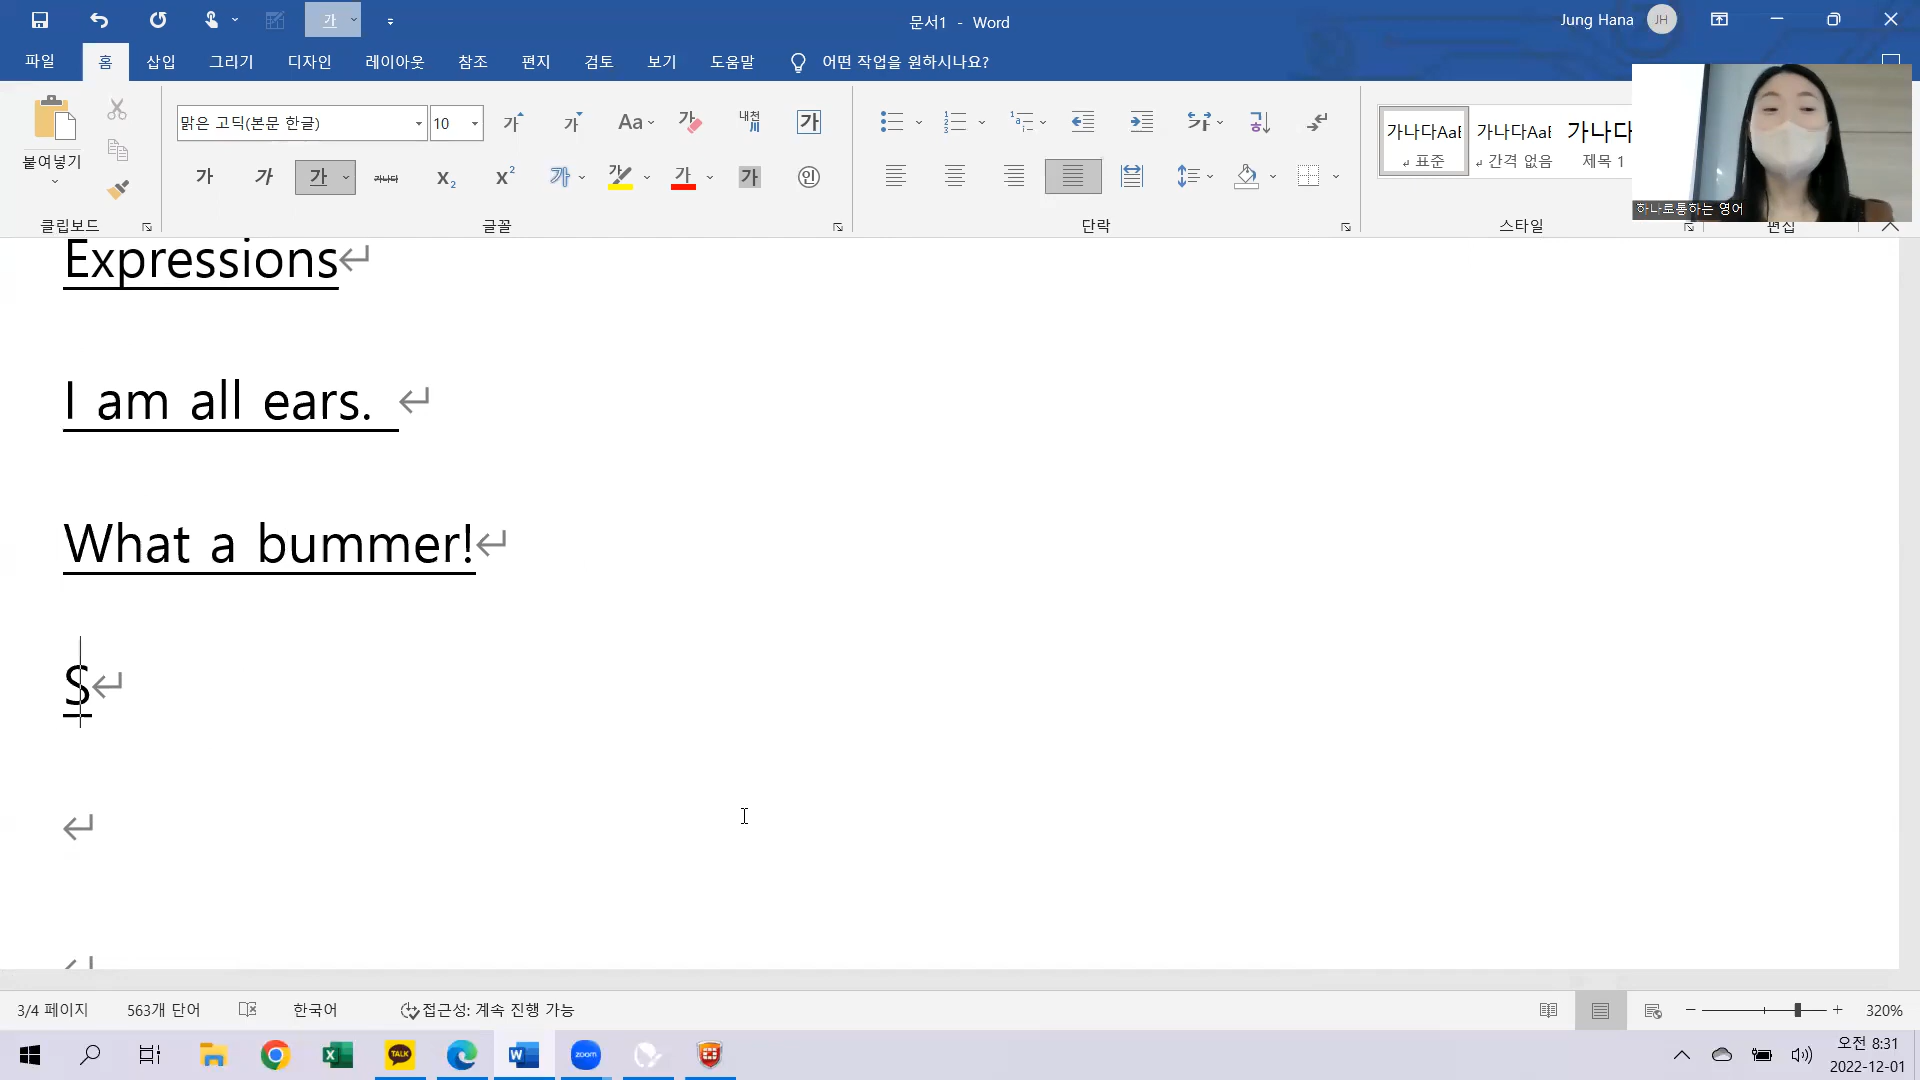 문서1 - Word
Jung Hana
JH
파일 홈 삽입 그리기 디자인 레이아웃 참조 편지 검토 보기 도움말 어떤 작업을 원하시나요?
붙여넣기
클립보드
맑은 고딕(본문 한글) 10
글꼴
단락
가나다AaI 가나다AaI 가나다
표준 간격 없음 제목 1
스타일
편집
하나로통하는 영어
Expressions
I am all ears.
What a bummer!
S
3/4 페이지 563개 단어 한국어 접근성: 계속 진행 가능 320%
TALK
zoom
오전 8:31
2022-12-01